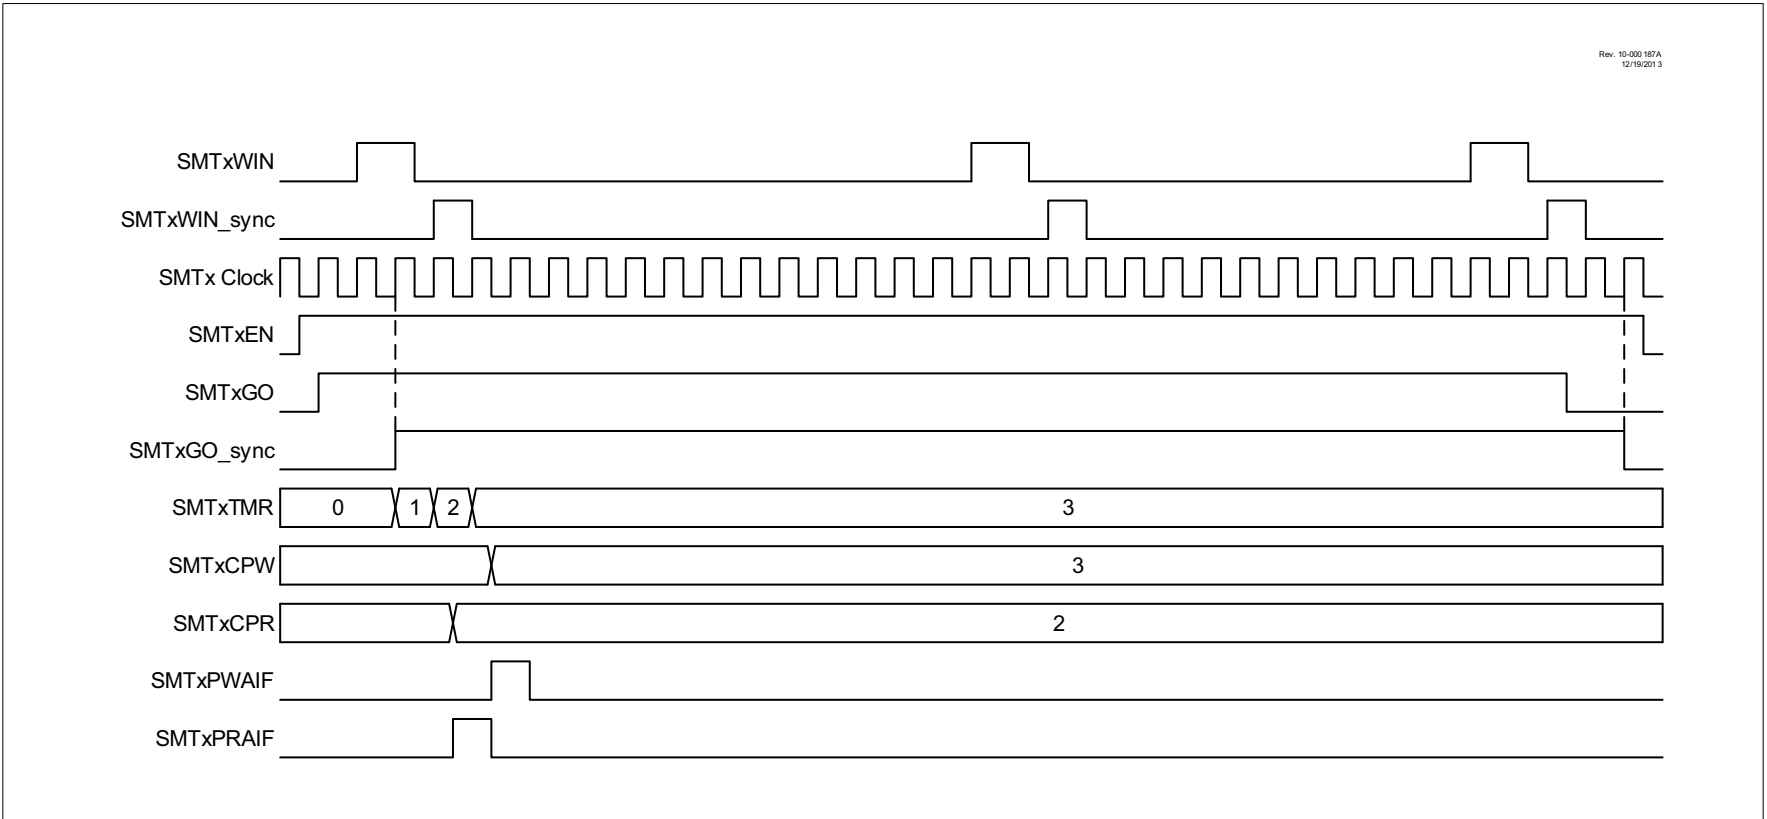 Rev. 10-000 187A
12/19/201 3
SMTxWIN
SMTxWIN_sync
SMTx Clock
SMTxEN
SMTxGO
SMTxGO_sync
SMTxTMR 0 1 2 3
SMTxCPW 3
SMTxCPR 2
SMTxPWAIF
SMTxPRAIF